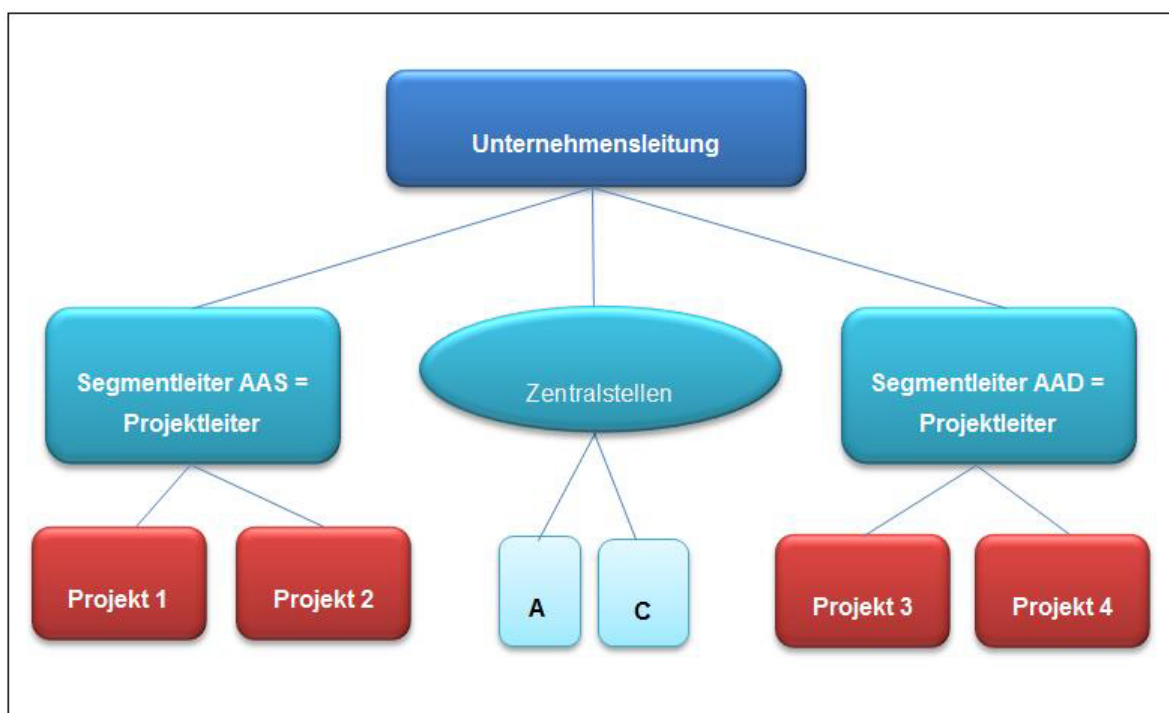 Unternehmensleitung
Segmentleiter AAS =
Projektleiter
Zentralstellen
Segmentleiter AAD =
Projektleiter
Projekt 1
Projekt 2
A
C
Projekt 3
Projekt 4